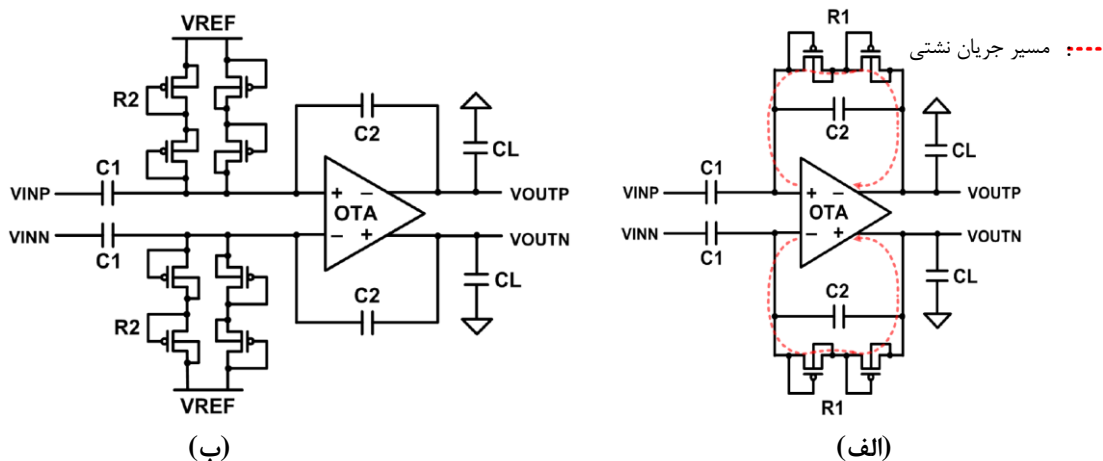 VREF
R2
C1
VINP
VINN
C1
R2
VREF
C2
+ −
OTA
− +
C2
CL
VOUTP
VOUTN
CL
(ب)
R1
مسیر جریان نشتی :
C2
C1
VINP
VINN
C1
+ −
OTA
− +
C2
CL
VOUTP
VOUTN
CL
R1
(الف)